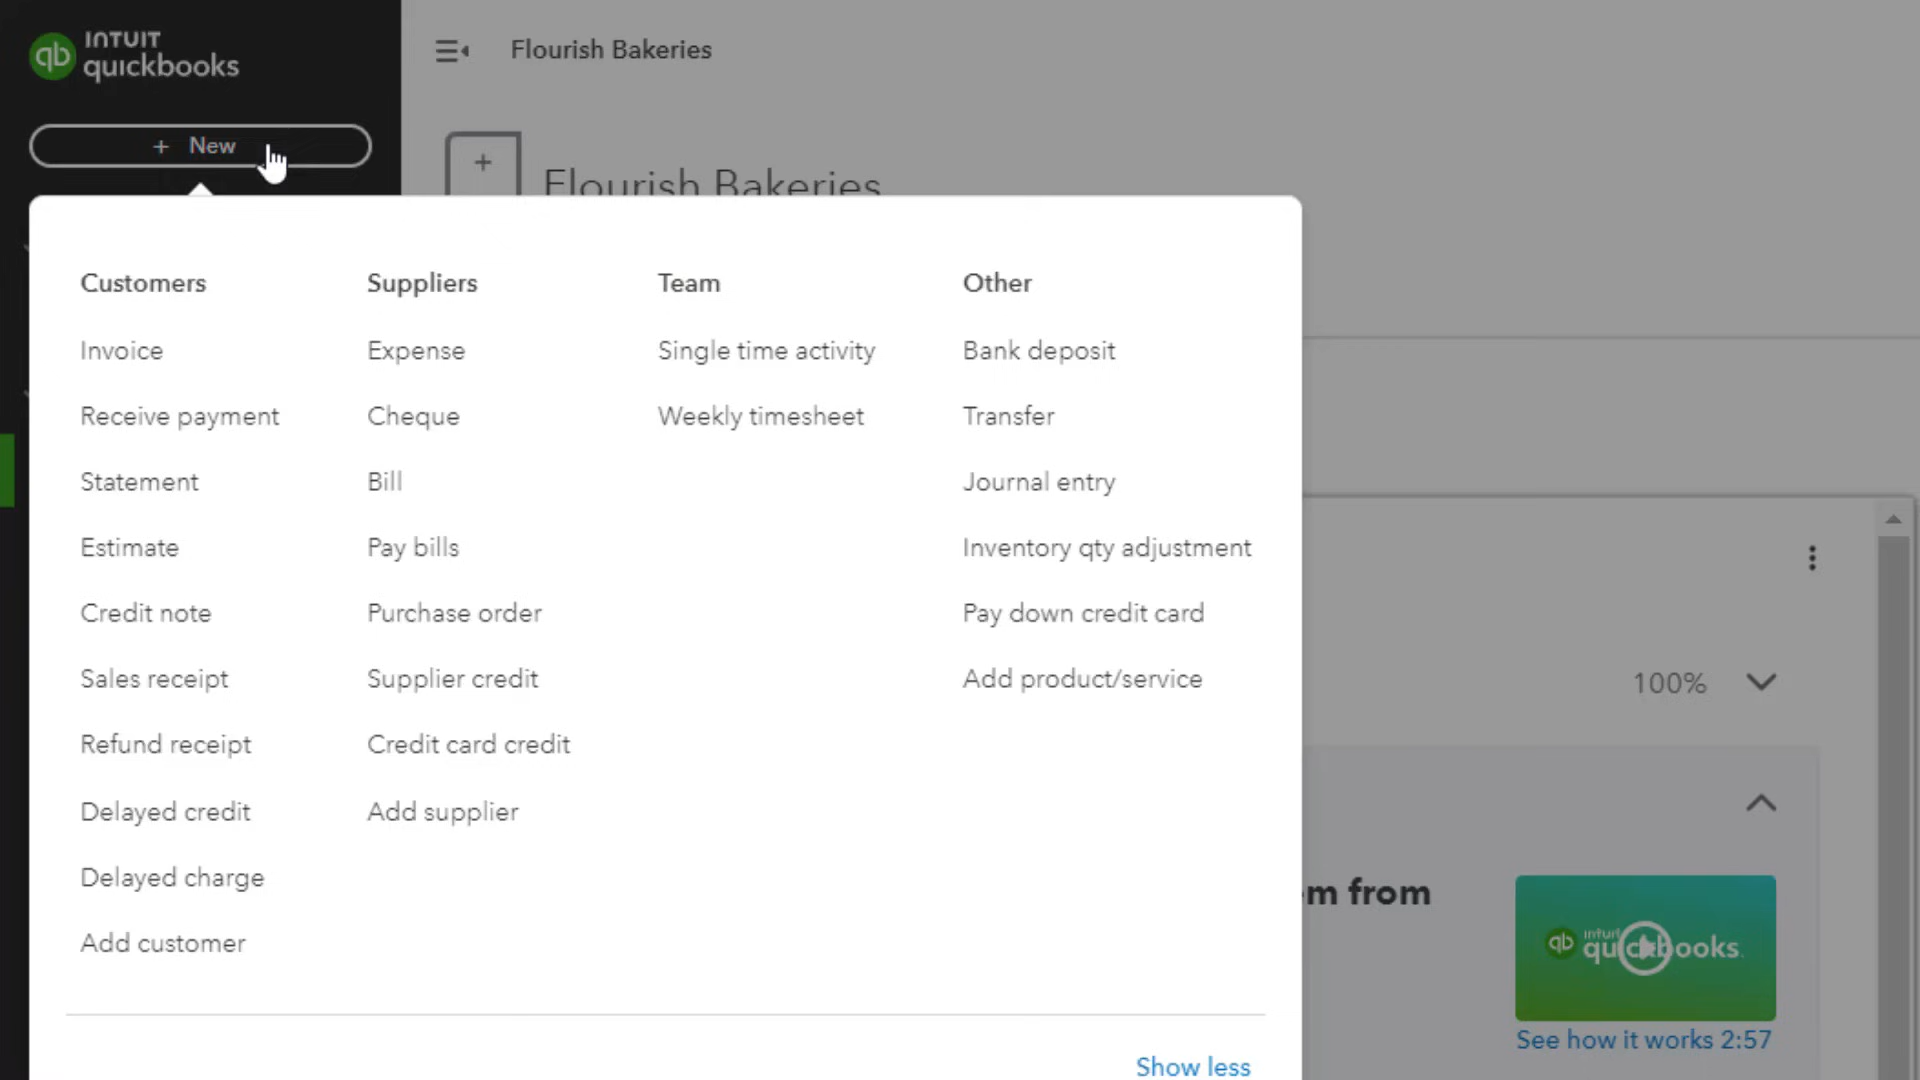 INTUIT
quickbooks
Flourish Bakeries
+ New
+
Flourish Bakeries
Customers
Invoice
Receive payment
Statement
Estimate
Credit note
Sales receipt
Refund receipt
Delayed credit
Delayed charge
Add customer
Suppliers
Expense
Cheque
Bill
Pay bills
Purchase order
Supplier credit
Credit card credit
Add supplier
Team
Single time activity
Weekly timesheet
Other
Bank deposit
Transfer
Journal entry
Inventory qty adjustment
Pay down credit card
Add product/service
Show less
100%
from
qb intuit quickbooks.
See how it works 2:57